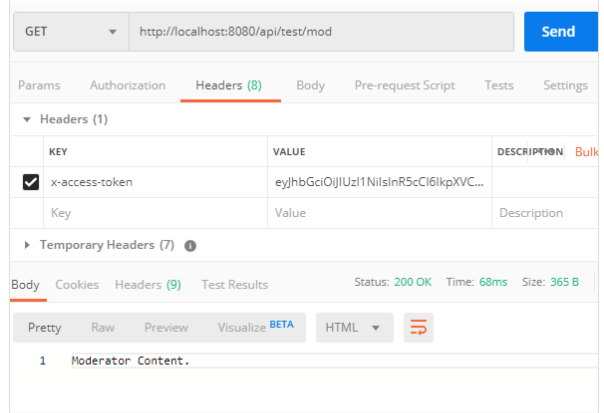 GET http://localhost:8080/api/test/mod Send
Params Authorization Headers (8) Body Pre-request Script Tests Settings
Headers (1)
KEY VALUE DESCRIPTION Bulk
x-access-token eyJhbGciOiJIUzI1NiIsInR5cCI6IkpXVC...
Key Value Description
Temporary Headers (7)
Body Cookies Headers (9) Test Results Status: 200 OK Time: 68ms Size: 365 B
Pretty Raw Preview Visualize BETA HTML
1 Moderator Content.